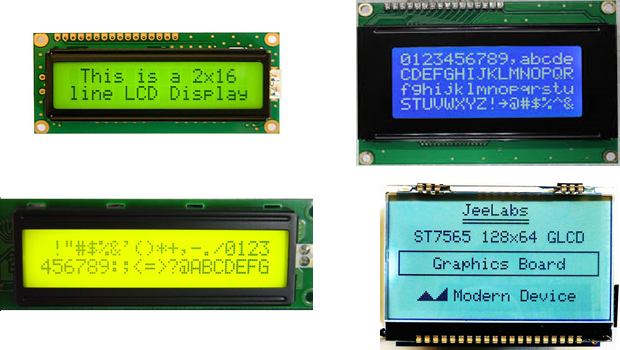 This is a 2x16
line LCD Display
0123456789,abcde
CDEFGHIJKLMNOPQR
fghijklmnopqrstu
STUVWXYZ!→@#$%^&
!"#$%&'()*+,-./0123
456789:;<=>?@ABCDEFG
JeeLabs
ST7565 128x64 GLCD
Graphics Board
Modern Device